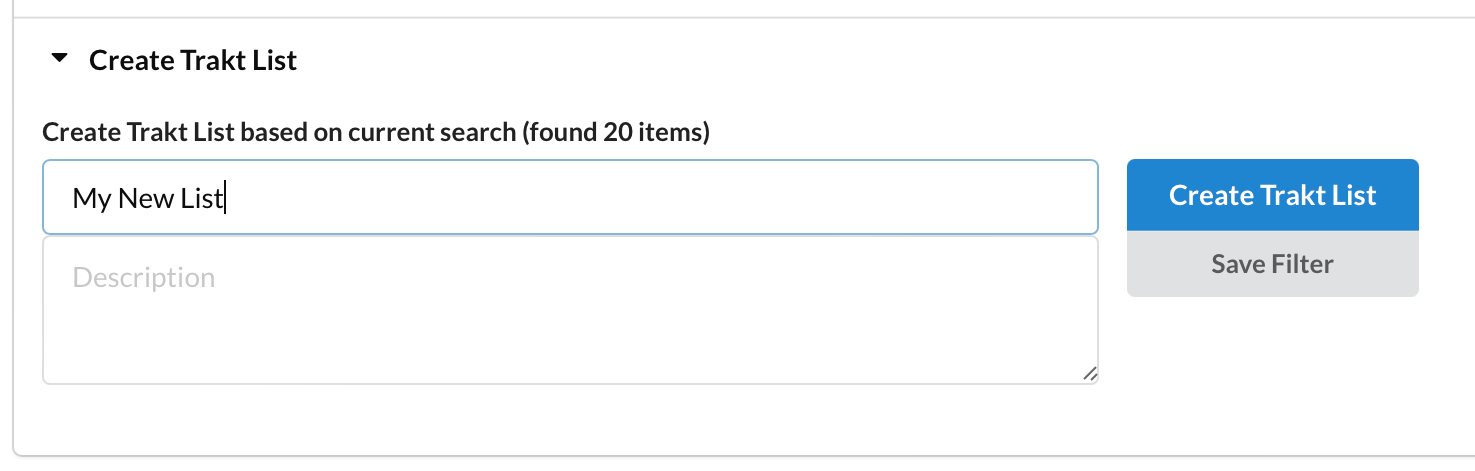 Create Trakt List
Create Trakt List based on current search (found 20 items)
My New List
Create Trakt List
Description
Save Filter